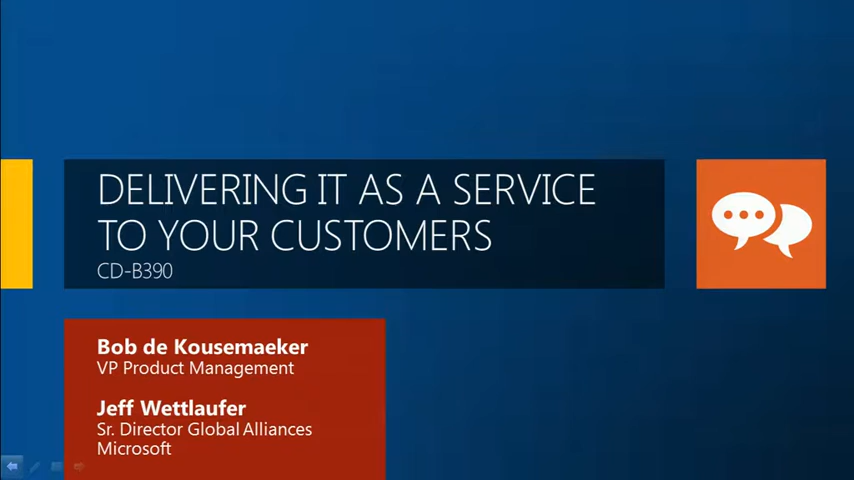 DELIVERING IT AS A SERVICE
TO YOUR CUSTOMERS
CD-B390
Bob de Kousemaeker
VP Product Management
Jeff Wettlaufer
Sr. Director Global Alliances
Microsoft